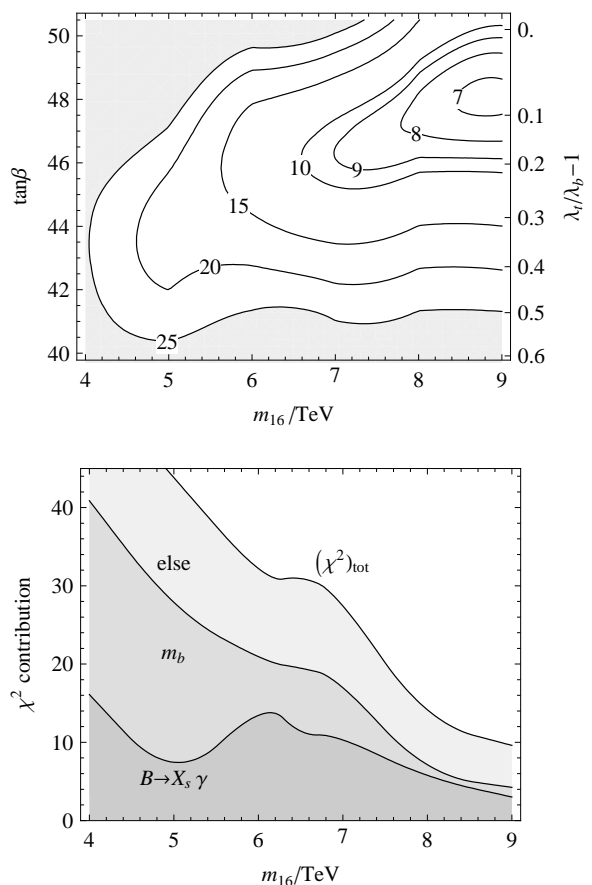 50
48
46
44
42
40
tanβ
7
8
9
10
15
20
25
0.
0.1
0.2
0.3
0.4
0.5
0.6
λt/λb−1
4 5 6 7 8 9
m16/TeV
40
30
20
10
0
χ² contribution
else
(χ²)tot
mb
B→Xs γ
4 5 6 7 8 9
m16/TeV